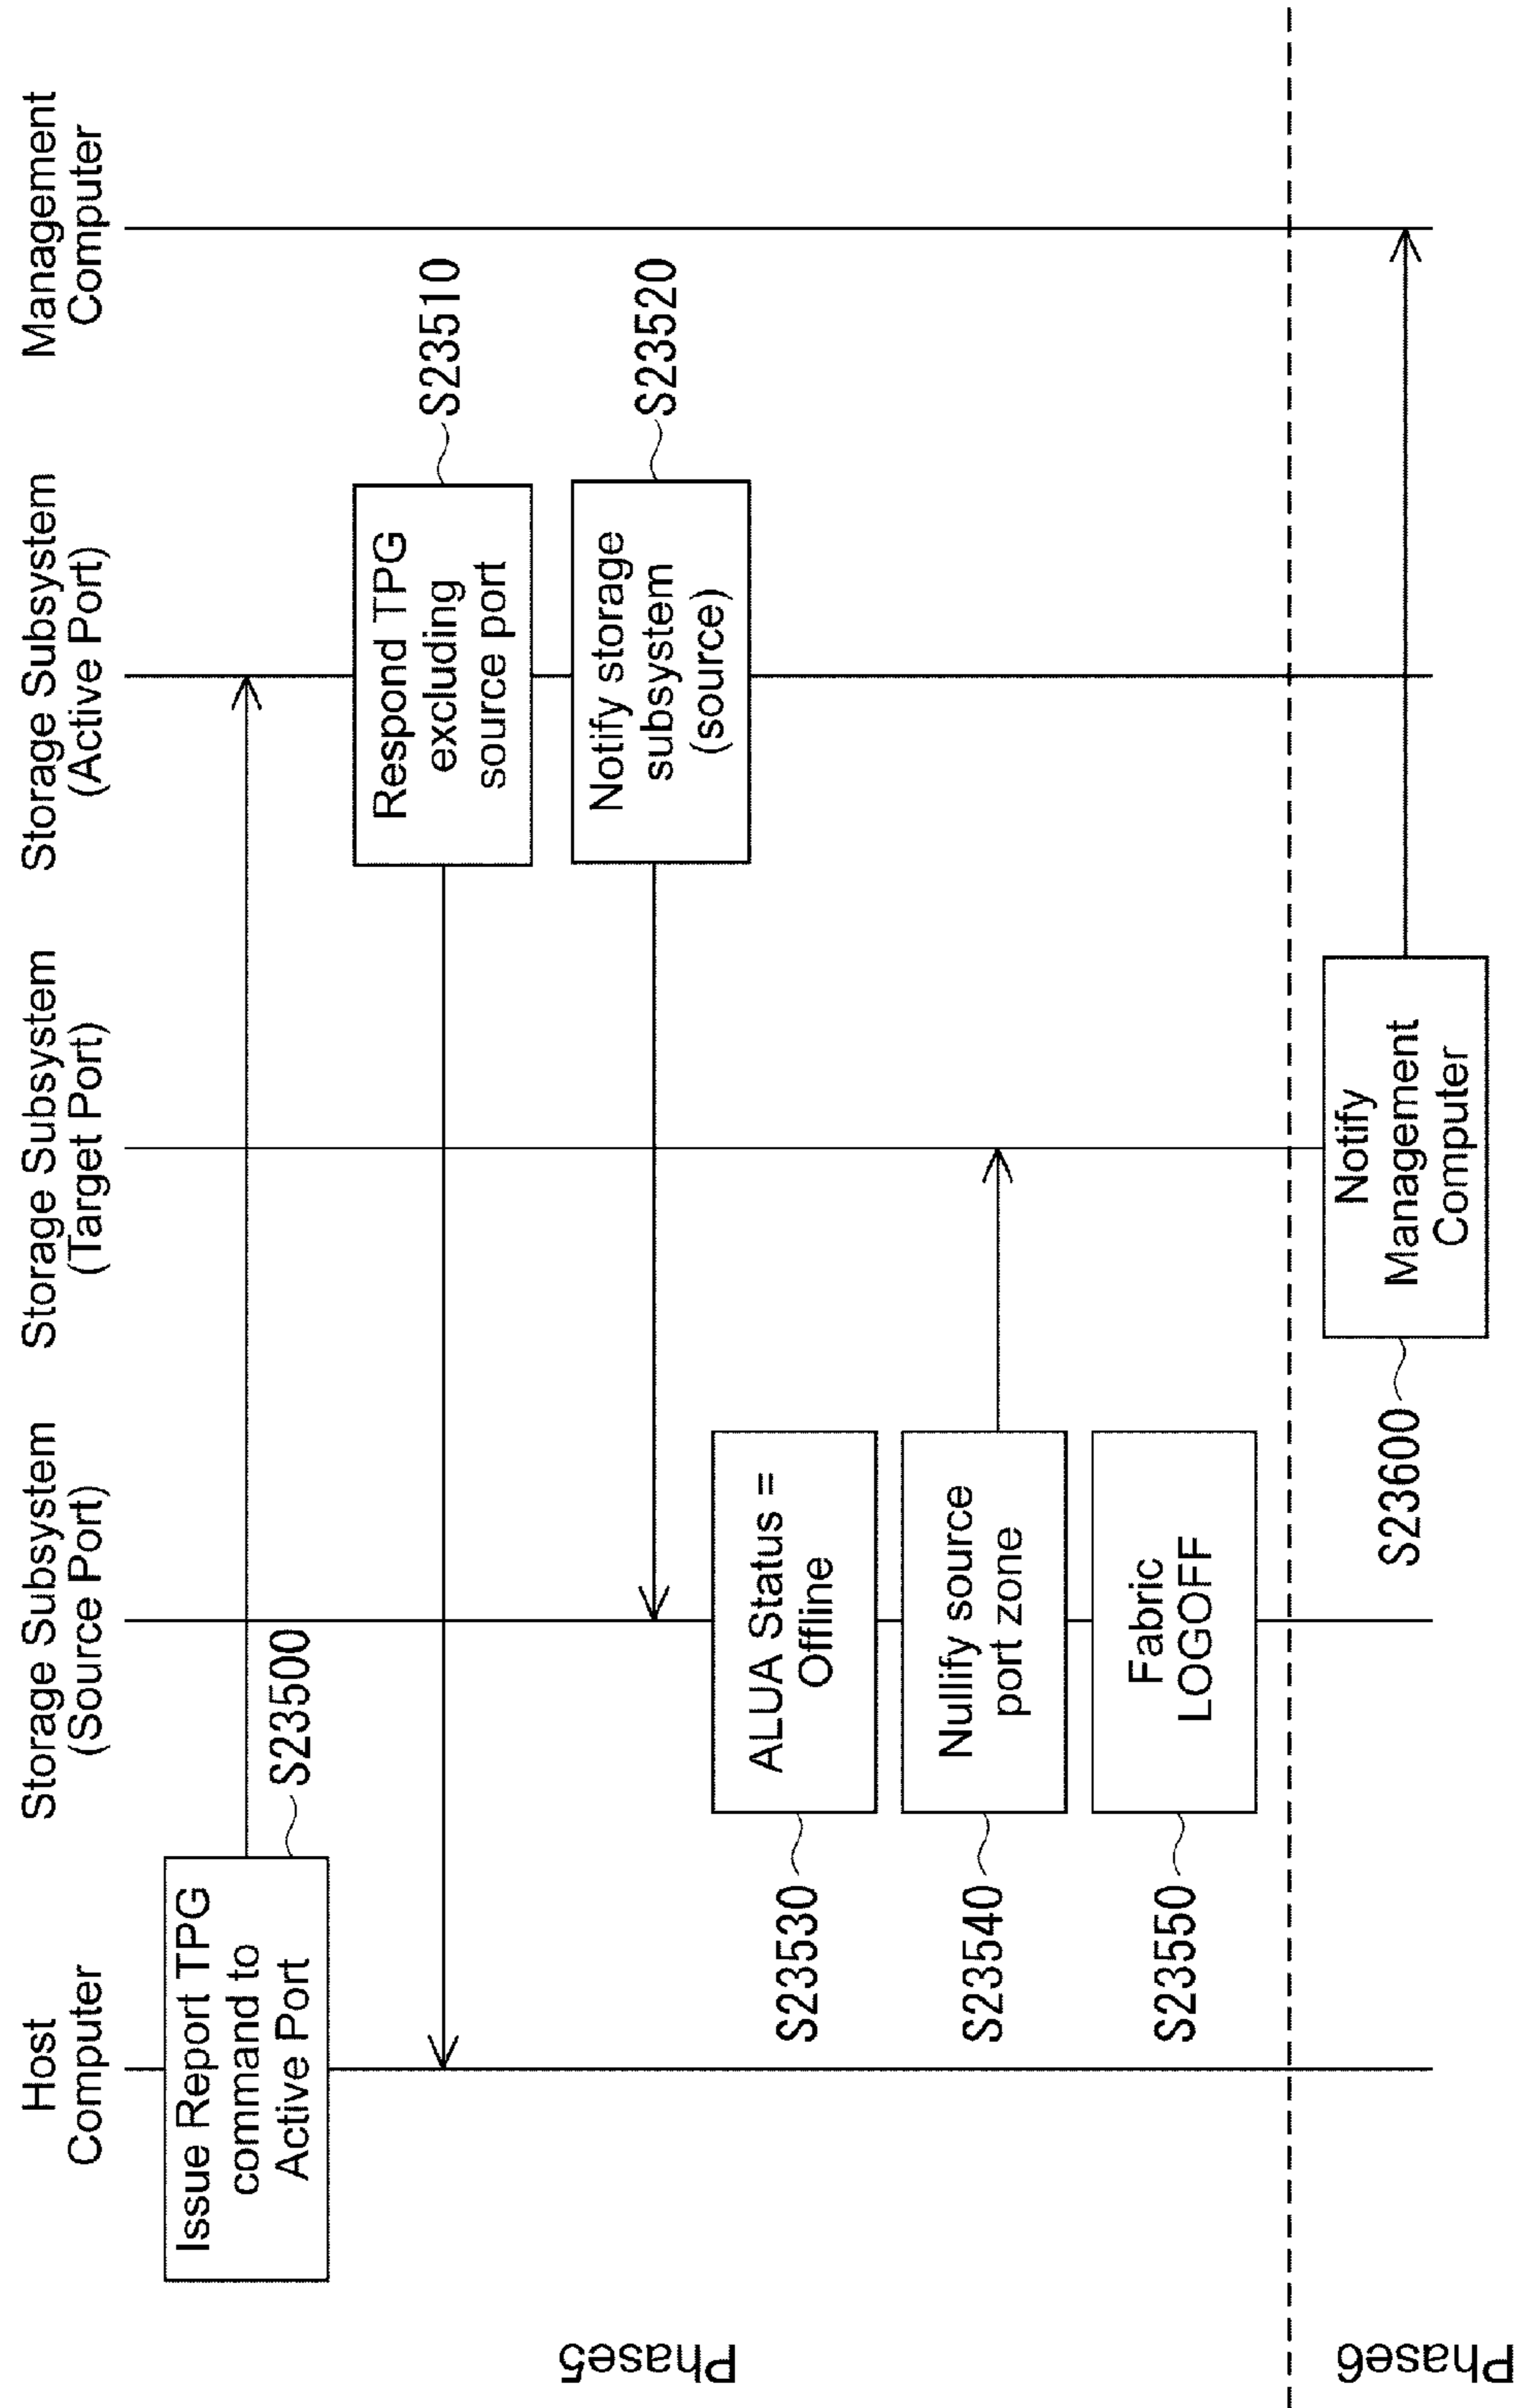 Host
Computer
Storage Subsystem
(Source Port)
Storage Subsystem
(Target Port)
Storage Subsystem
(Active Port)
Management
Computer
Phase5
Issue Report TPG
command to
Active Port
S23500
Respond TPG
excluding
source port
S23510
Notify storage
subsystem
(source)
S23520
ALUA Status =
Offline
S23530
Nullify source
port zone
S23540
Fabric
LOGOFF
S23550
Phase6
Notify
Management
Computer
S23600